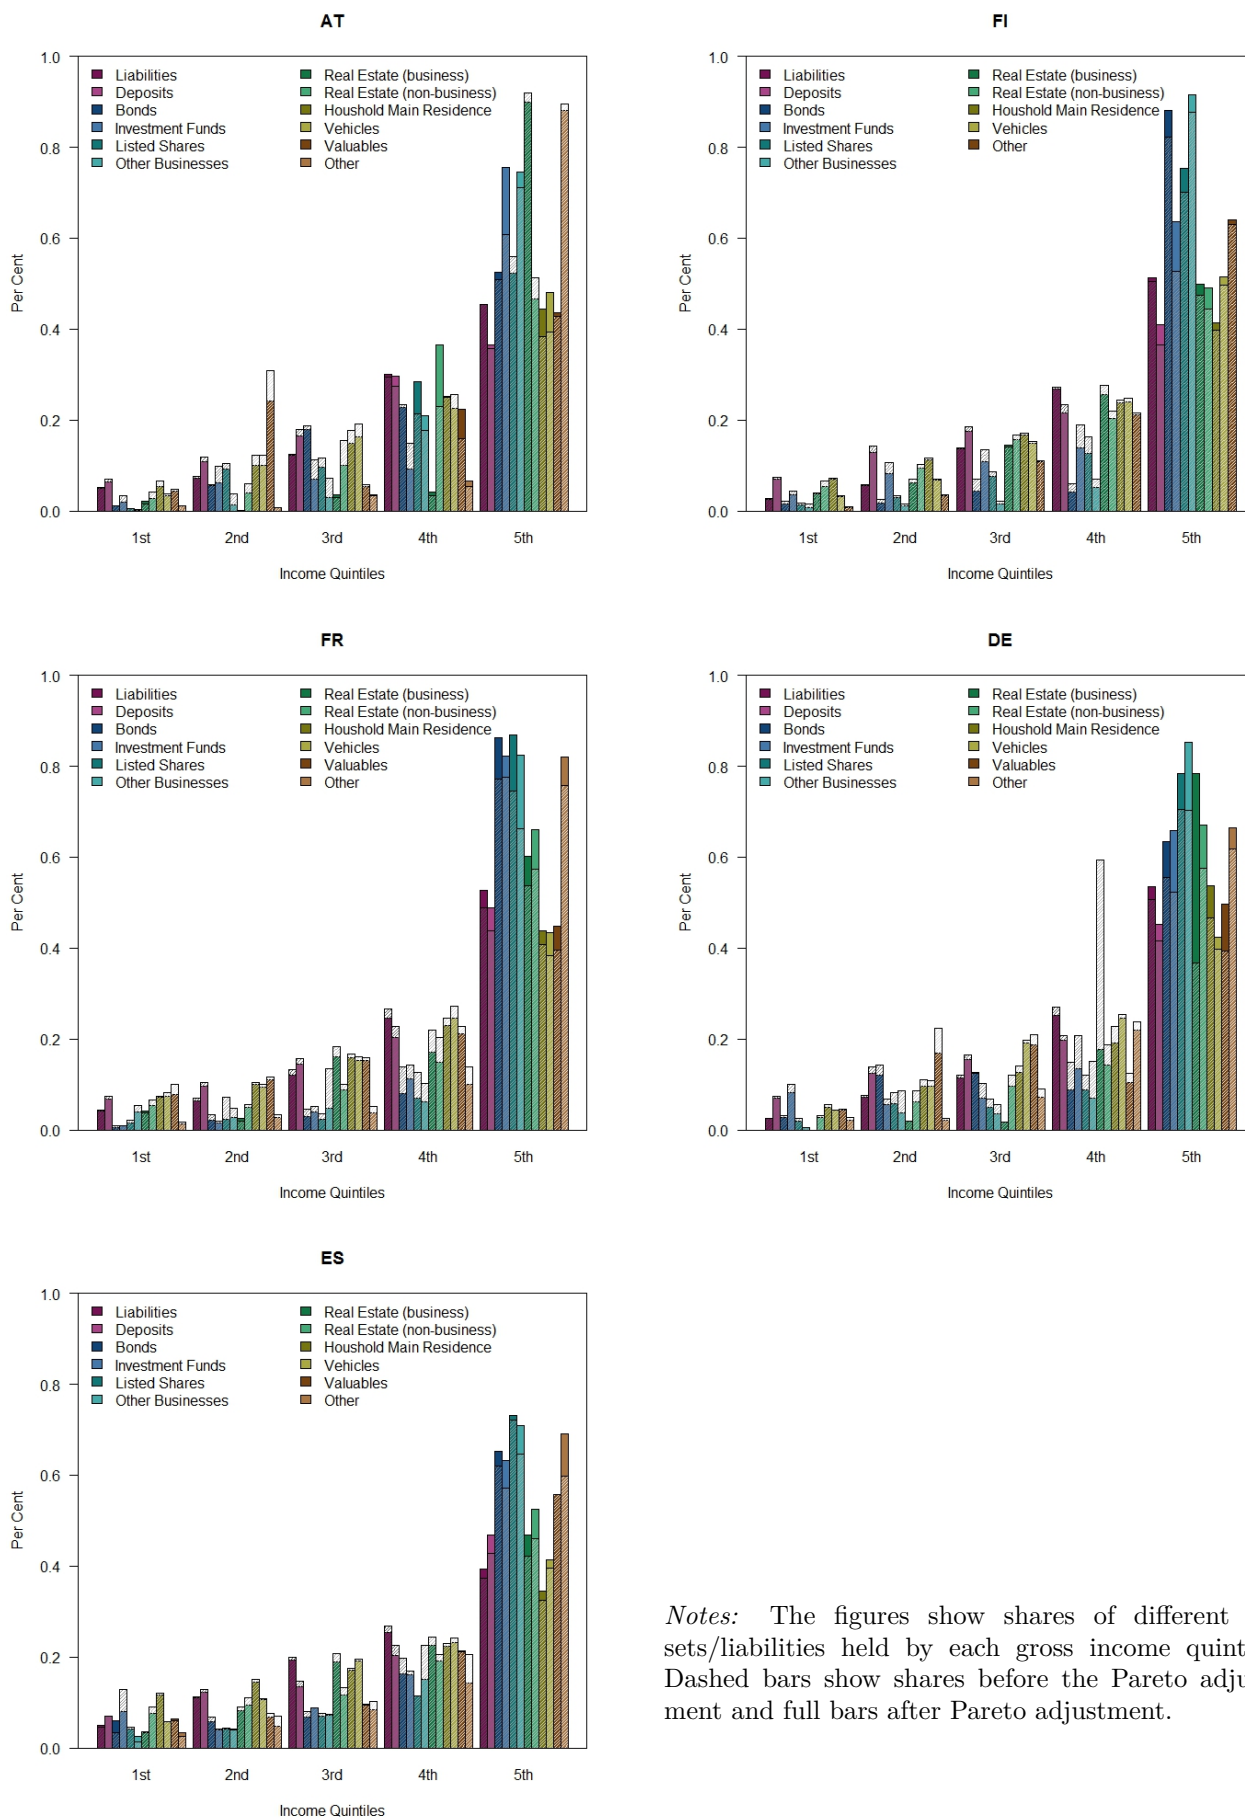 AT
1.0
0.8
0.6
0.4
0.2
0.0
Per Cent
Liabilities
Deposits
Bonds
Investment Funds
Listed Shares
Other Businesses
Real Estate (business)
Real Estate (non-business)
Houshold Main Residence
Vehicles
Valuables
Other
1st 2nd 3rd 4th 5th
Income Quintiles
FI
1.0
0.8
0.6
0.4
0.2
0.0
Per Cent
Liabilities
Deposits
Bonds
Investment Funds
Listed Shares
Other Businesses
Real Estate (business)
Real Estate (non-business)
Houshold Main Residence
Vehicles
Other
1st 2nd 3rd 4th 5th
Income Quintiles
FR
1.0
0.8
0.6
0.4
0.2
0.0
Per Cent
Liabilities
Deposits
Bonds
Investment Funds
Listed Shares
Other Businesses
Real Estate (business)
Real Estate (non-business)
Houshold Main Residence
Vehicles
Valuables
Other
1st 2nd 3rd 4th 5th
Income Quintiles
DE
1.0
0.8
0.6
0.4
0.2
0.0
Per Cent
Liabilities
Deposits
Bonds
Investment Funds
Listed Shares
Other Businesses
Real Estate (business)
Real Estate (non-business)
Houshold Main Residence
Vehicles
Valuables
Other
1st 2nd 3rd 4th 5th
Income Quintiles
ES
1.0
0.8
0.6
0.4
0.2
0.0
Per Cent
Liabilities
Deposits
Bonds
Investment Funds
Listed Shares
Other Businesses
Real Estate (business)
Real Estate (non-business)
Houshold Main Residence
Vehicles
Valuables
Other
1st 2nd 3rd 4th 5th
Income Quintiles
Notes: The figures show shares of different
sets/liabilities held by each gross income quint
Dashed bars show shares before the Pareto adju
ment and full bars after Pareto adjustment.